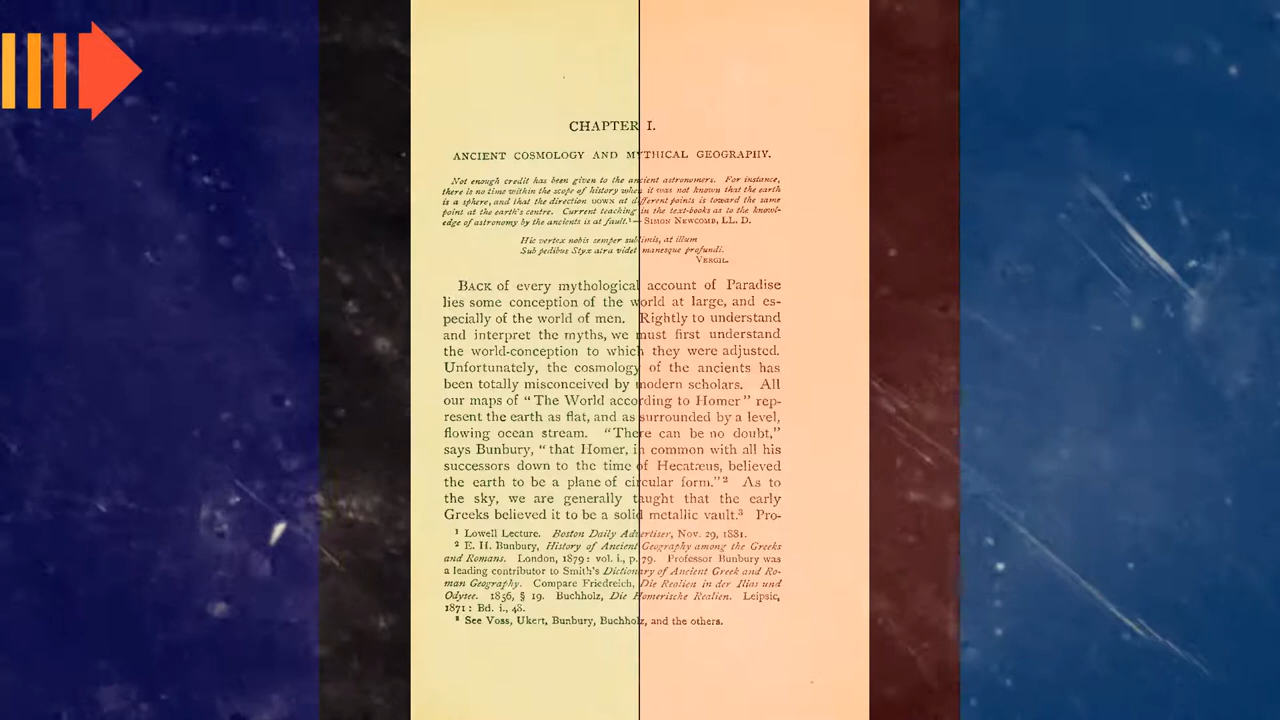 CHAPTER I.
ANCIENT COSMOLOGY AND MYTHICAL GEOGRAPHY.
Not enough credit has been given to the ancient astronomers. For instance,
there is no time within the scope of history when it was not known that the earth
is a sphere, and that the direction DOWN at different points is toward the same
point at the earth's centre. Current teaching in the text-books as to the knowl-
edge of astronomy by the ancients is at fault.¹ — SIMON NEWCOMB, LL. D.
Hic vertex nobis semper sublimis, at illum
Sub pedibus Styx atra videt manesque profundi.
VERGIL.
BACK of every mythological account of Paradise
lies some conception of the world at large, and es-
pecially of the world of men. Rightly to understand
and interpret the myths, we must first understand
the world-conception to which they were adjusted.
Unfortunately, the cosmology of the ancients has
been totally misconceived by modern scholars. All
our maps of "The World according to Homer" rep-
resent the earth as flat, and as surrounded by a level,
flowing ocean stream. "There can be no doubt,"
says Bunbury, "that Homer, in common with all his
successors down to the time of Hecatæus, believed
the earth to be a plane of circular form."² As to
the sky, we are generally taught that the early
Greeks believed it to be a solid metallic vault.³ Pro-
¹ Lowell Lecture. Boston Daily Advertiser, Nov. 29, 1881.
² E. H. Bunbury, History of Ancient Geography among the Greeks
and Romans. London, 1879: vol. i., p. 79. Professor Bunbury was
a leading contributor to Smith's Dictionary of Ancient Greek and Ro-
man Geography. Compare Friedreich, Die Realien in der Ilias und
Odysee. 1856, § 19. Buchholz, Die Homerische Realien. Leipsic,
1871: Bd. i., 48.
³ See Voss, Ukert, Bunbury, Buchholz, and the others.